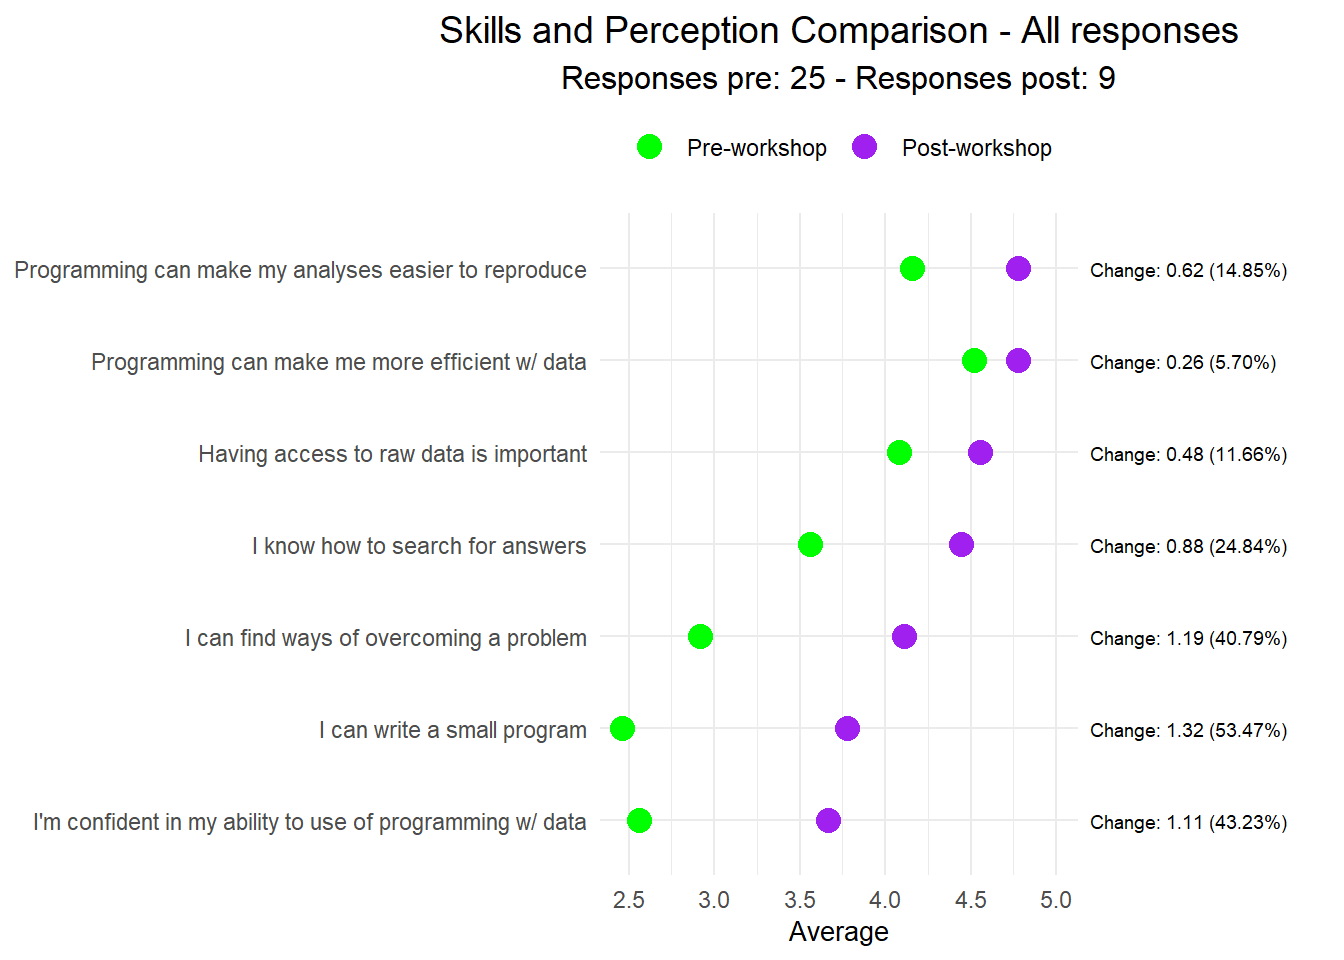 Skills and Perception Comparison - All responses
Responses pre: 25 - Responses post: 9
Pre-workshop Post-workshop
Programming can make my analyses easier to reproduce Change: 0.62 (14.85%)
Programming can make me more efficient w/ data Change: 0.26 (5.70%)
Having access to raw data is important Change: 0.48 (11.66%)
I know how to search for answers Change: 0.88 (24.84%)
I can find ways of overcoming a problem Change: 1.19 (40.79%)
I can write a small program Change: 1.32 (53.47%)
I'm confident in my ability to use of programming w/ data Change: 1.11 (43.23%)
2.5 3.0 3.5 4.0 4.5 5.0
Average